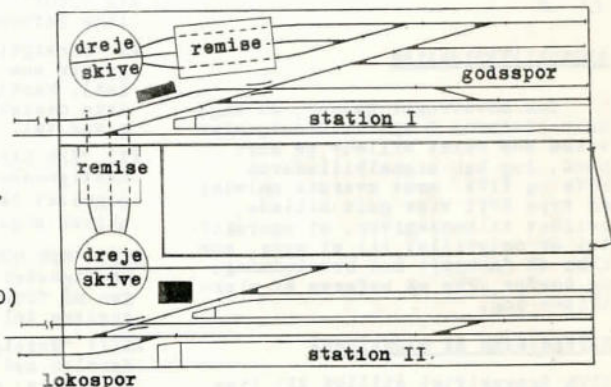 dreje
skive
remise
godsspor
station I
remise
dreje
skive
station II
lokospor